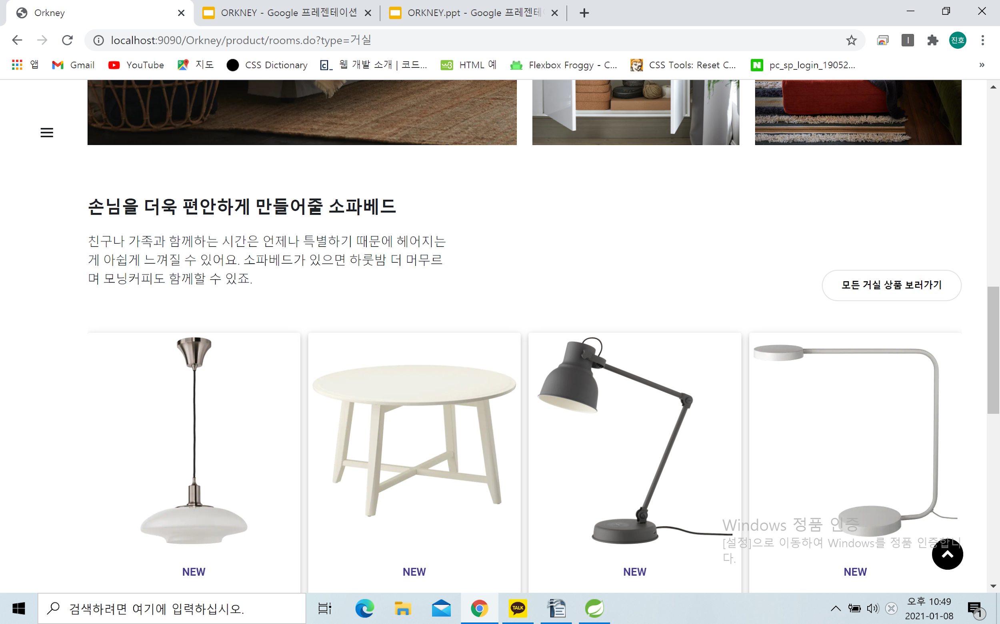 Orkney
ORKNEY - Google 프레젠테이션
ORKNEY.ppt - Google 프레젠테
localhost:9090/Orkney/product/rooms.do?type=거실
진호
앱
Gmail
YouTube
지도
CSS Dictionary
웹 개발 소개 | 코드...
HTML 예
Flexbox Froggy - C...
CSS Tools: Reset C...
pc_sp_login_19052...
»
손님을 더욱 편안하게 만들어줄 소파베드
친구나 가족과 함께하는 시간은 언제나 특별하기 때문에 헤어지는
게 아쉽게 느껴질 수 있어요. 소파베드가 있으면 하룻밤 더 머무르
며 모닝커피도 함께할 수 있죠.
모든 거실 상품 보러가기
NEW
NEW
NEW
NEW
Windows 정품 인증
[설정]으로 이동하여 Windows를 정품 인증합니
다.
검색하려면 여기에 입력하십시오.
TALK
오후 10:49
2021-01-08
1